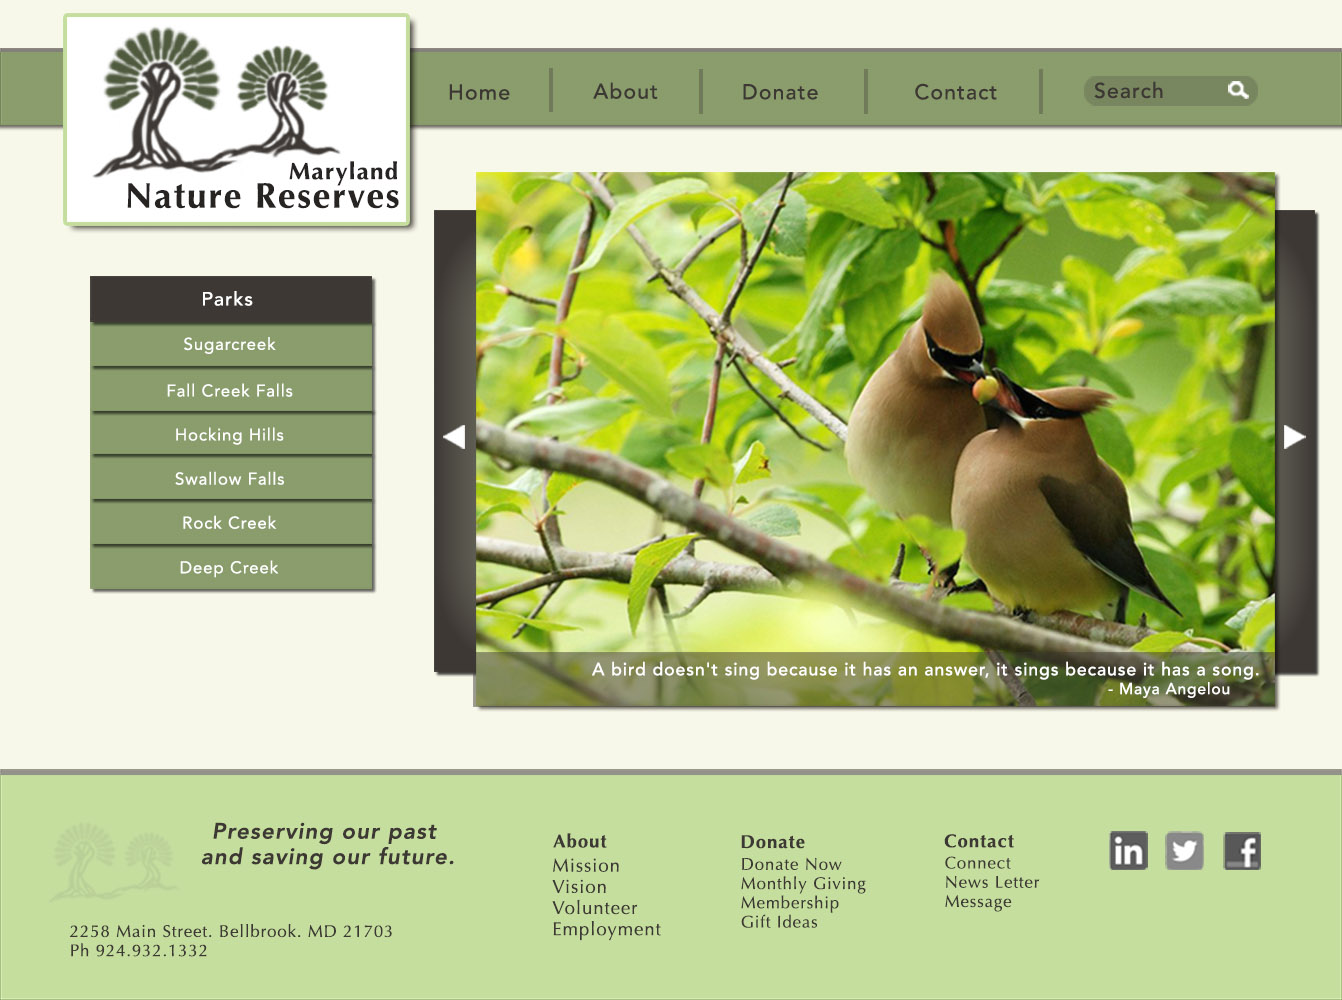 Maryland
Nature Reserves
Home
About
Donate
Contact
Search
Parks
Sugarcreek
Fall Creek Falls
Hocking Hills
Swallow Falls
Rock Creek
Deep Creek
A bird doesn't sing because it has an answer, it sings because it has a song.
- Maya Angelou
Preserving our past
and saving our future.
2258 Main Street. Bellbrook. MD 21703
Ph 924.932.1332
About
Mission
Vision
Volunteer
Employment
Donate
Donate Now
Monthly Giving
Membership
Gift Ideas
Contact
Connect
News Letter
Message
in
f